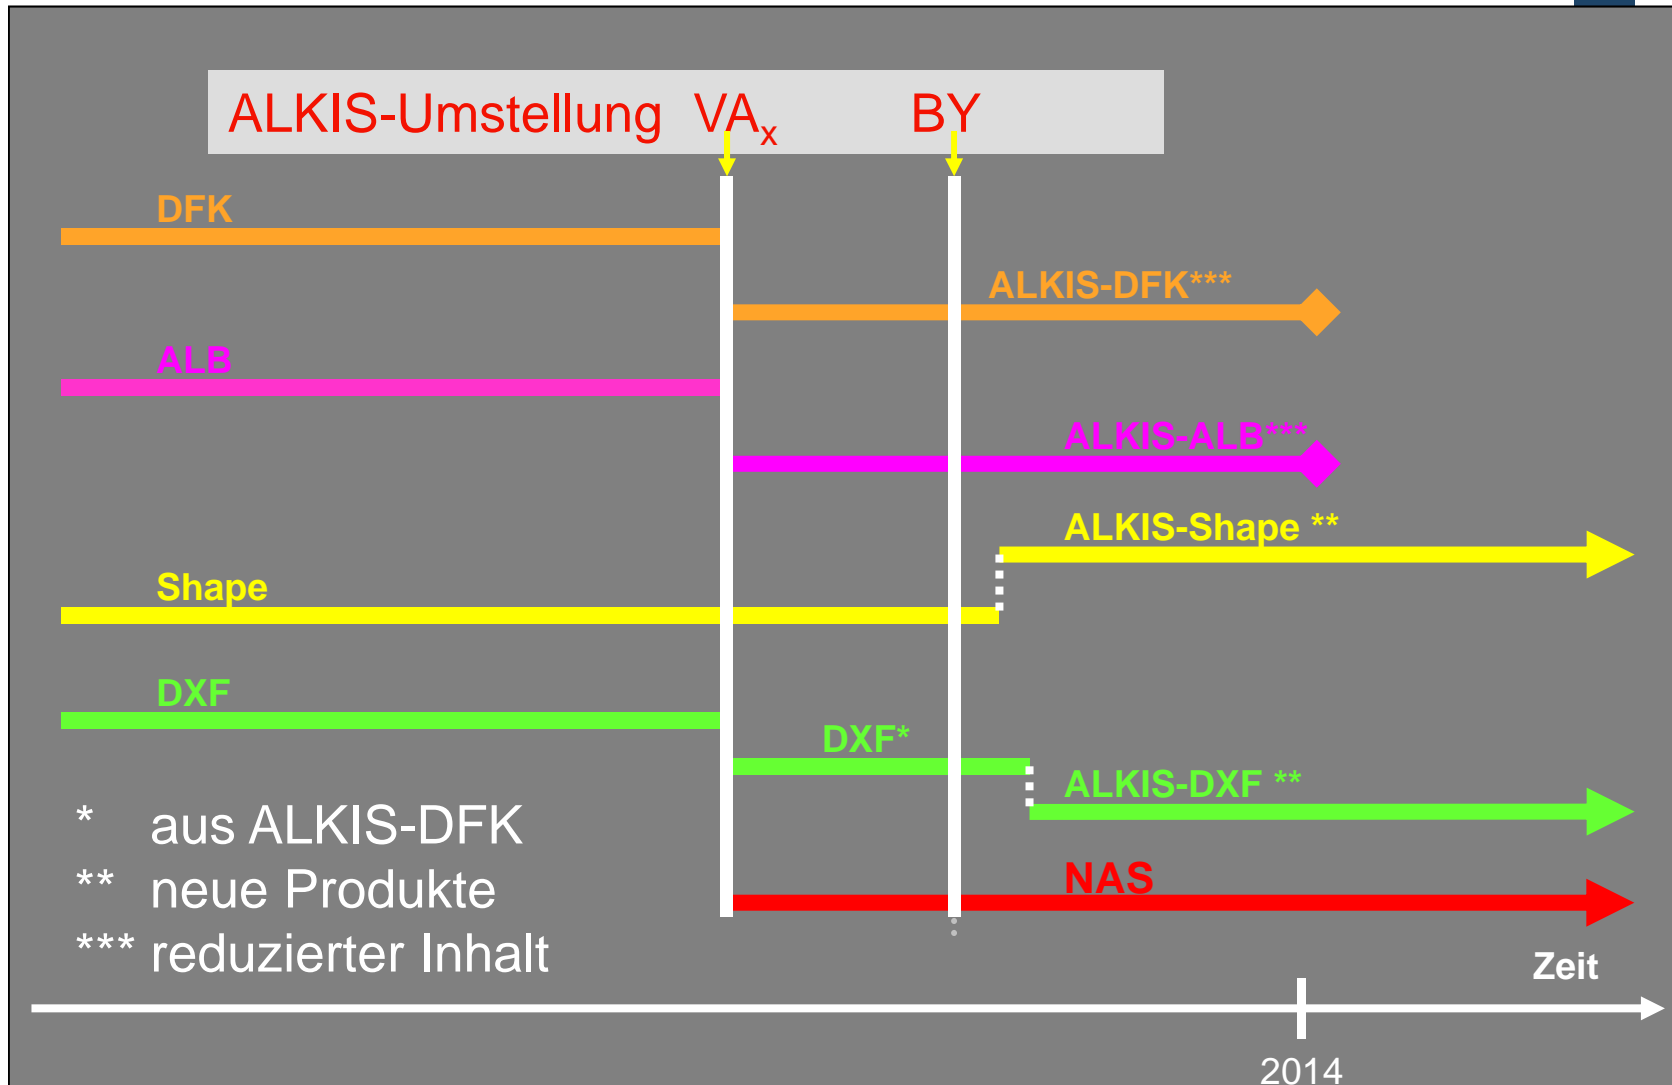 ALKIS-Umstellung VAx BY
DFK
ALKIS-DFK***
ALB
ALKIS-ALB***
ALKIS-Shape **
Shape
DXF
DXF*
ALKIS-DXF **
* aus ALKIS-DFK
** neue Produkte
NAS
*** reduzierter Inhalt
Zeit
2014